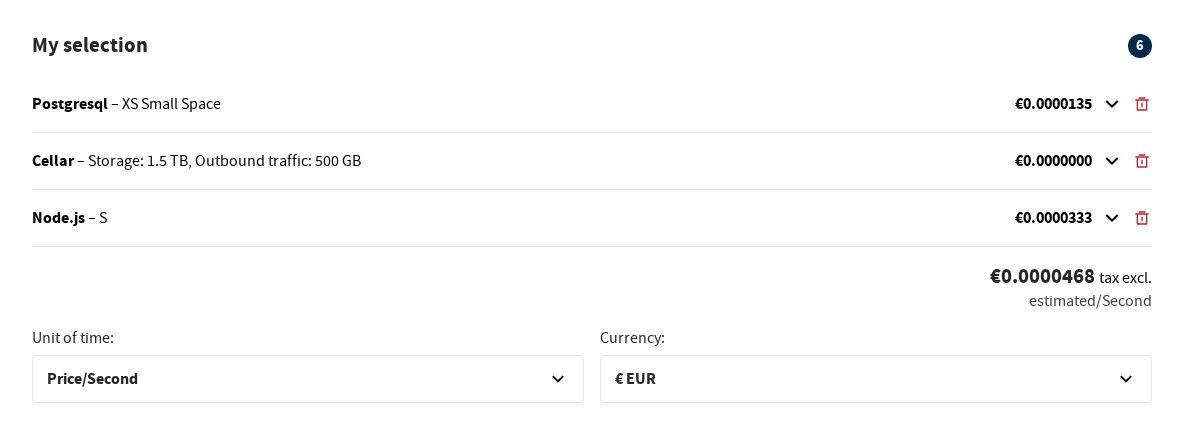 My selection 6
Postgresql – XS Small Space €0.0000135
Cellar – Storage: 1.5 TB, Outbound traffic: 500 GB €0.0000000
Node.js – S €0.0000333
€0.0000468 tax excl.
estimated/Second
Unit of time: Currency:
Price/Second € EUR